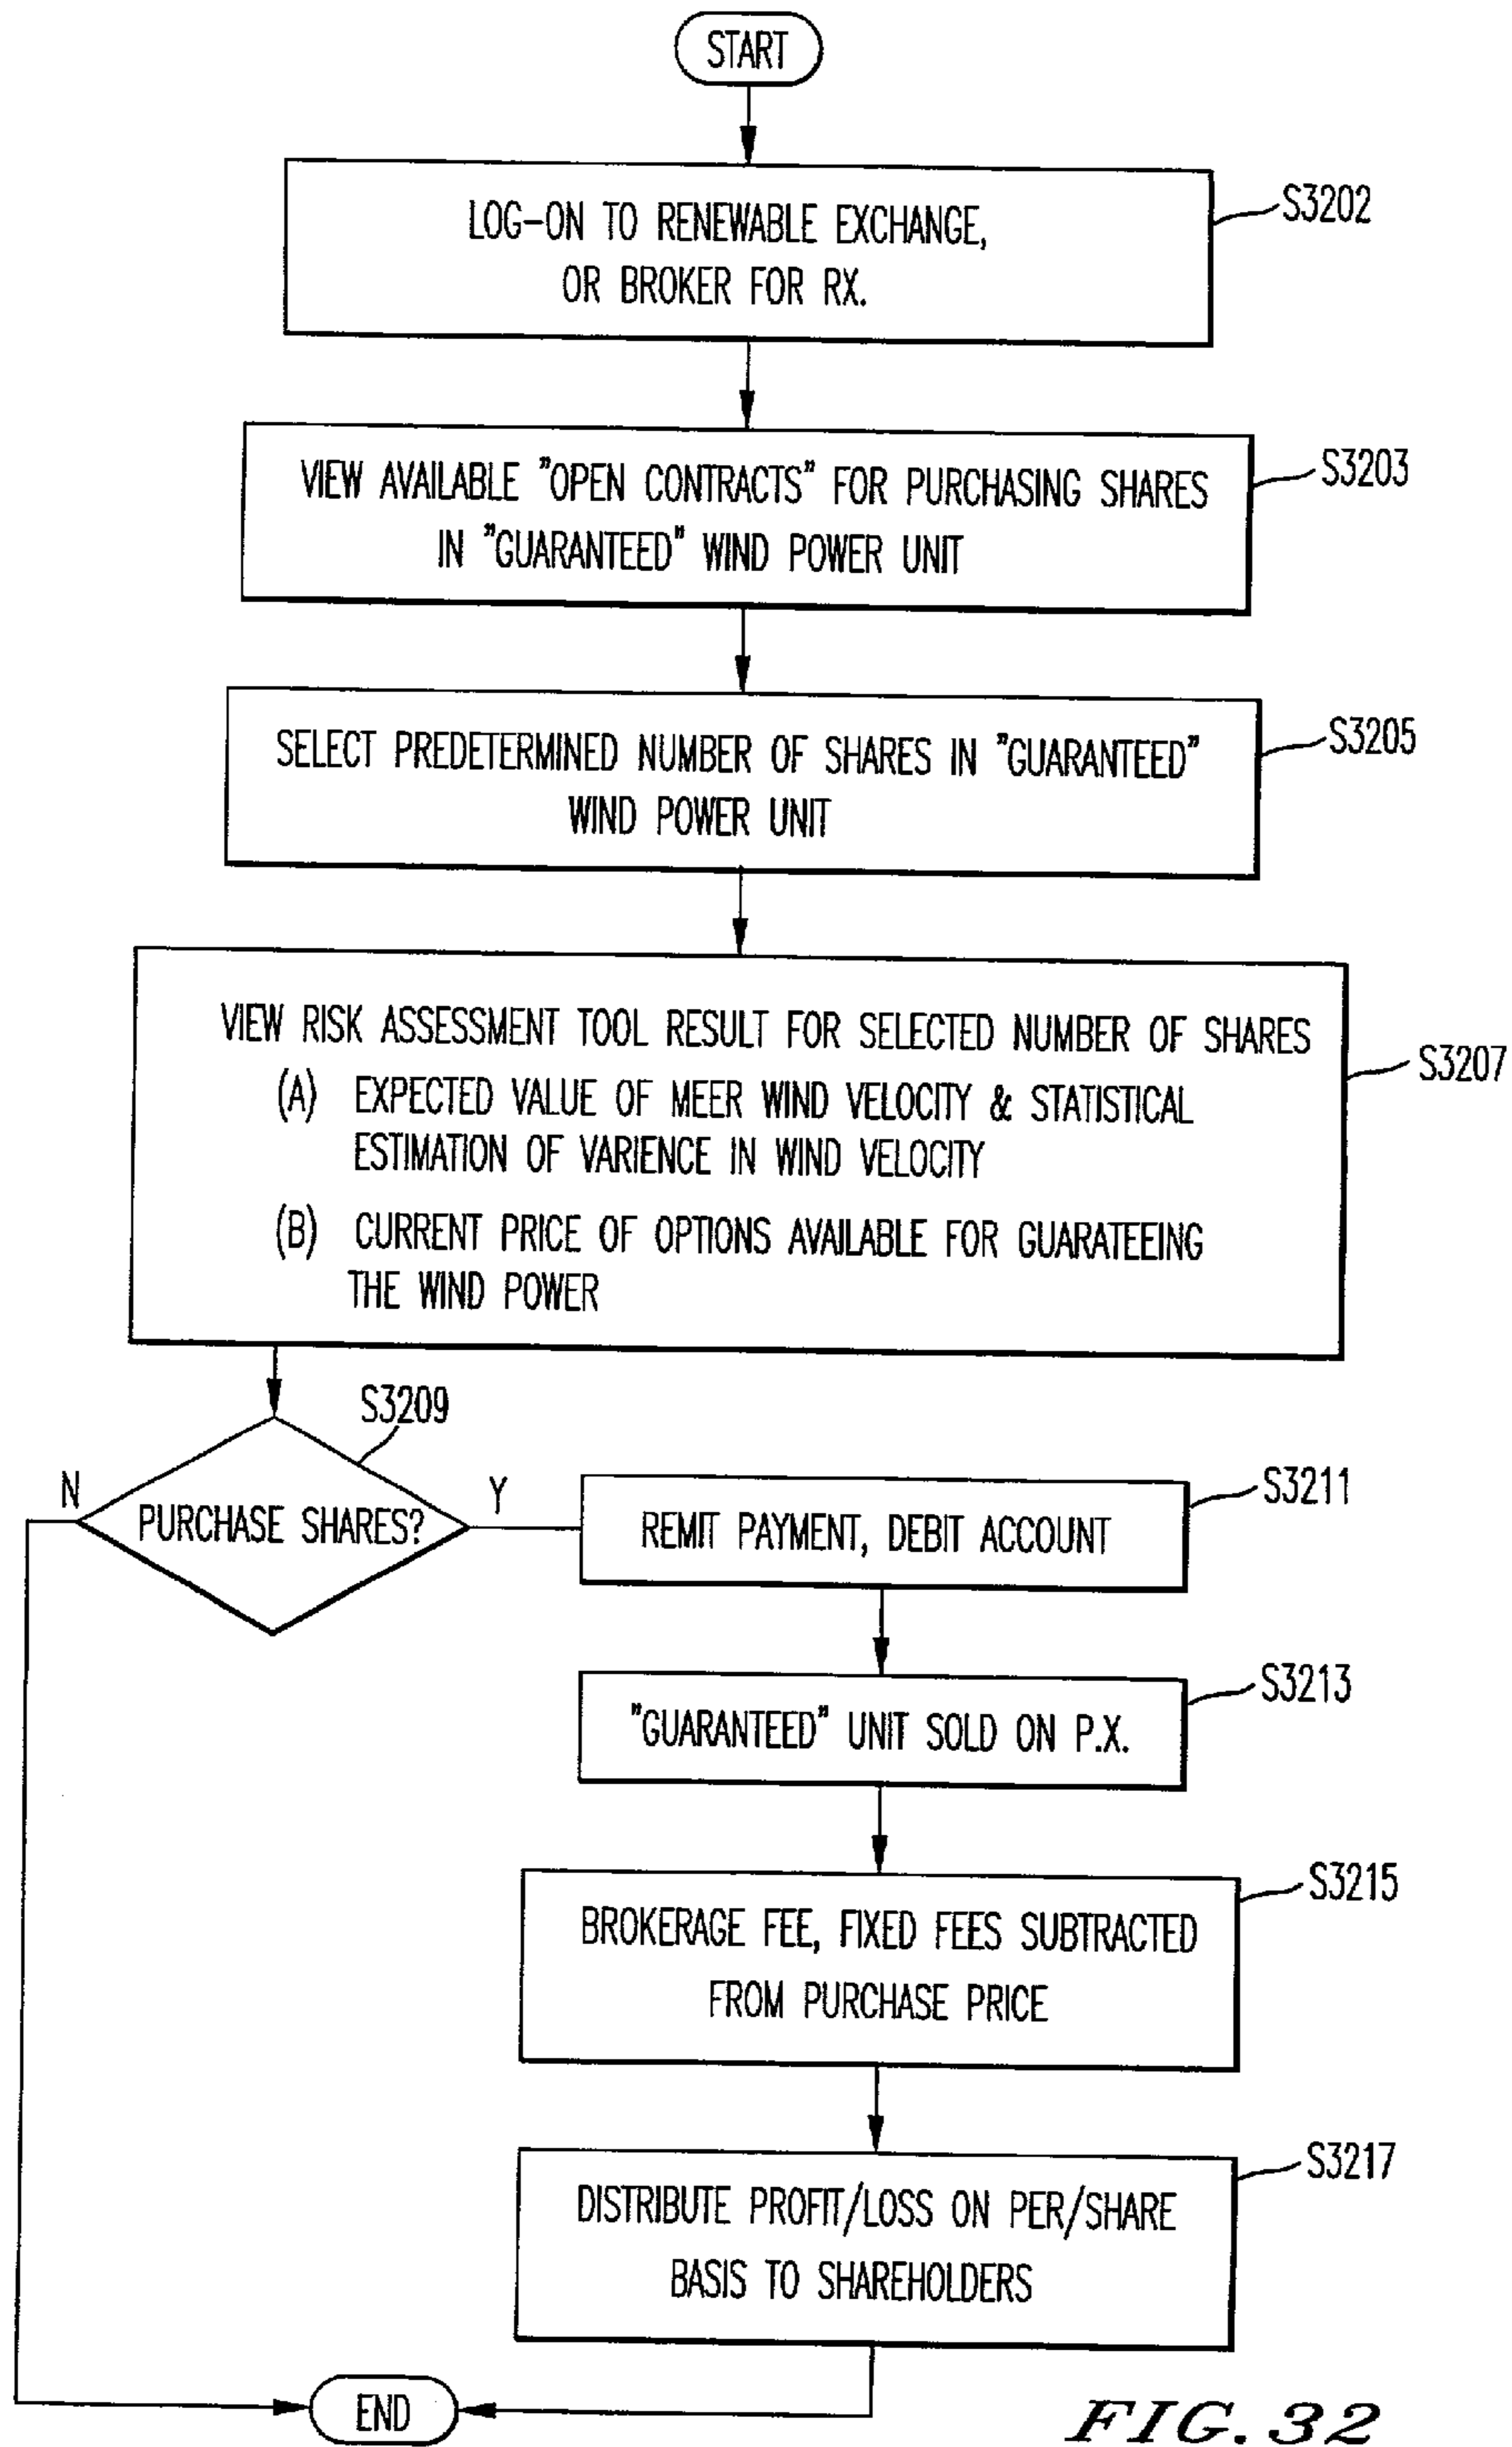 START
LOG-ON TO RENEWABLE EXCHANGE,
OR BROKER FOR RX.
S3202
VIEW AVAILABLE "OPEN CONTRACTS" FOR PURCHASING SHARES
IN "GUARANTEED" WIND POWER UNIT
S3203
SELECT PREDETERMINED NUMBER OF SHARES IN "GUARANTEED"
WIND POWER UNIT
S3205
VIEW RISK ASSESSMENT TOOL RESULT FOR SELECTED NUMBER OF SHARES
(A) EXPECTED VALUE OF MEER WIND VELOCITY & STATISTICAL
ESTIMATION OF VARIENCE IN WIND VELOCITY
(B) CURRENT PRICE OF OPTIONS AVAILABLE FOR GUARATEEING
THE WIND POWER
S3207
S3209
N
PURCHASE SHARES?
Y
REMIT PAYMENT, DEBIT ACCOUNT
S3211
"GUARANTEED" UNIT SOLD ON P.X.
S3213
BROKERAGE FEE, FIXED FEES SUBTRACTED
FROM PURCHASE PRICE
S3215
DISTRIBUTE PROFIT/LOSS ON PER/SHARE
BASIS TO SHAREHOLDERS
S3217
END
FIG. 32